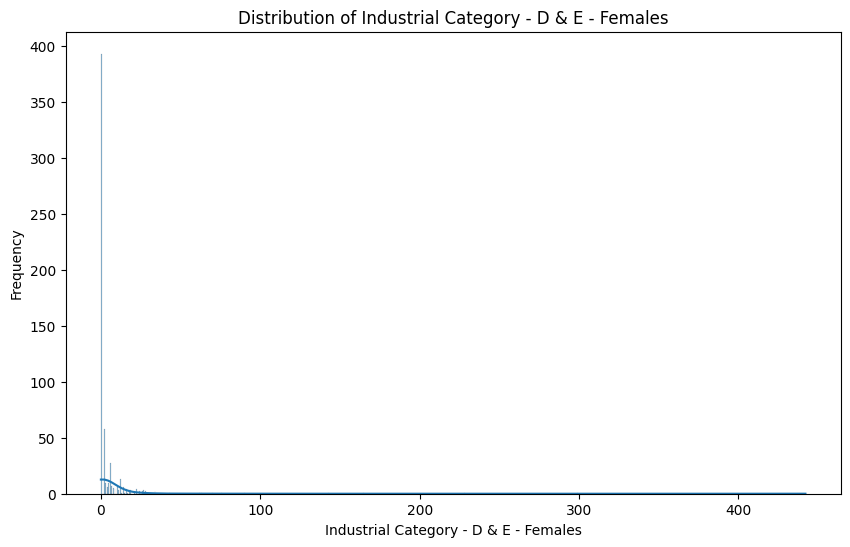 Distribution of Industrial Category - D & E - Females
400
350
300
250
200
150
100
50
0
Frequency
0 100 200 300 400
Industrial Category - D & E - Females